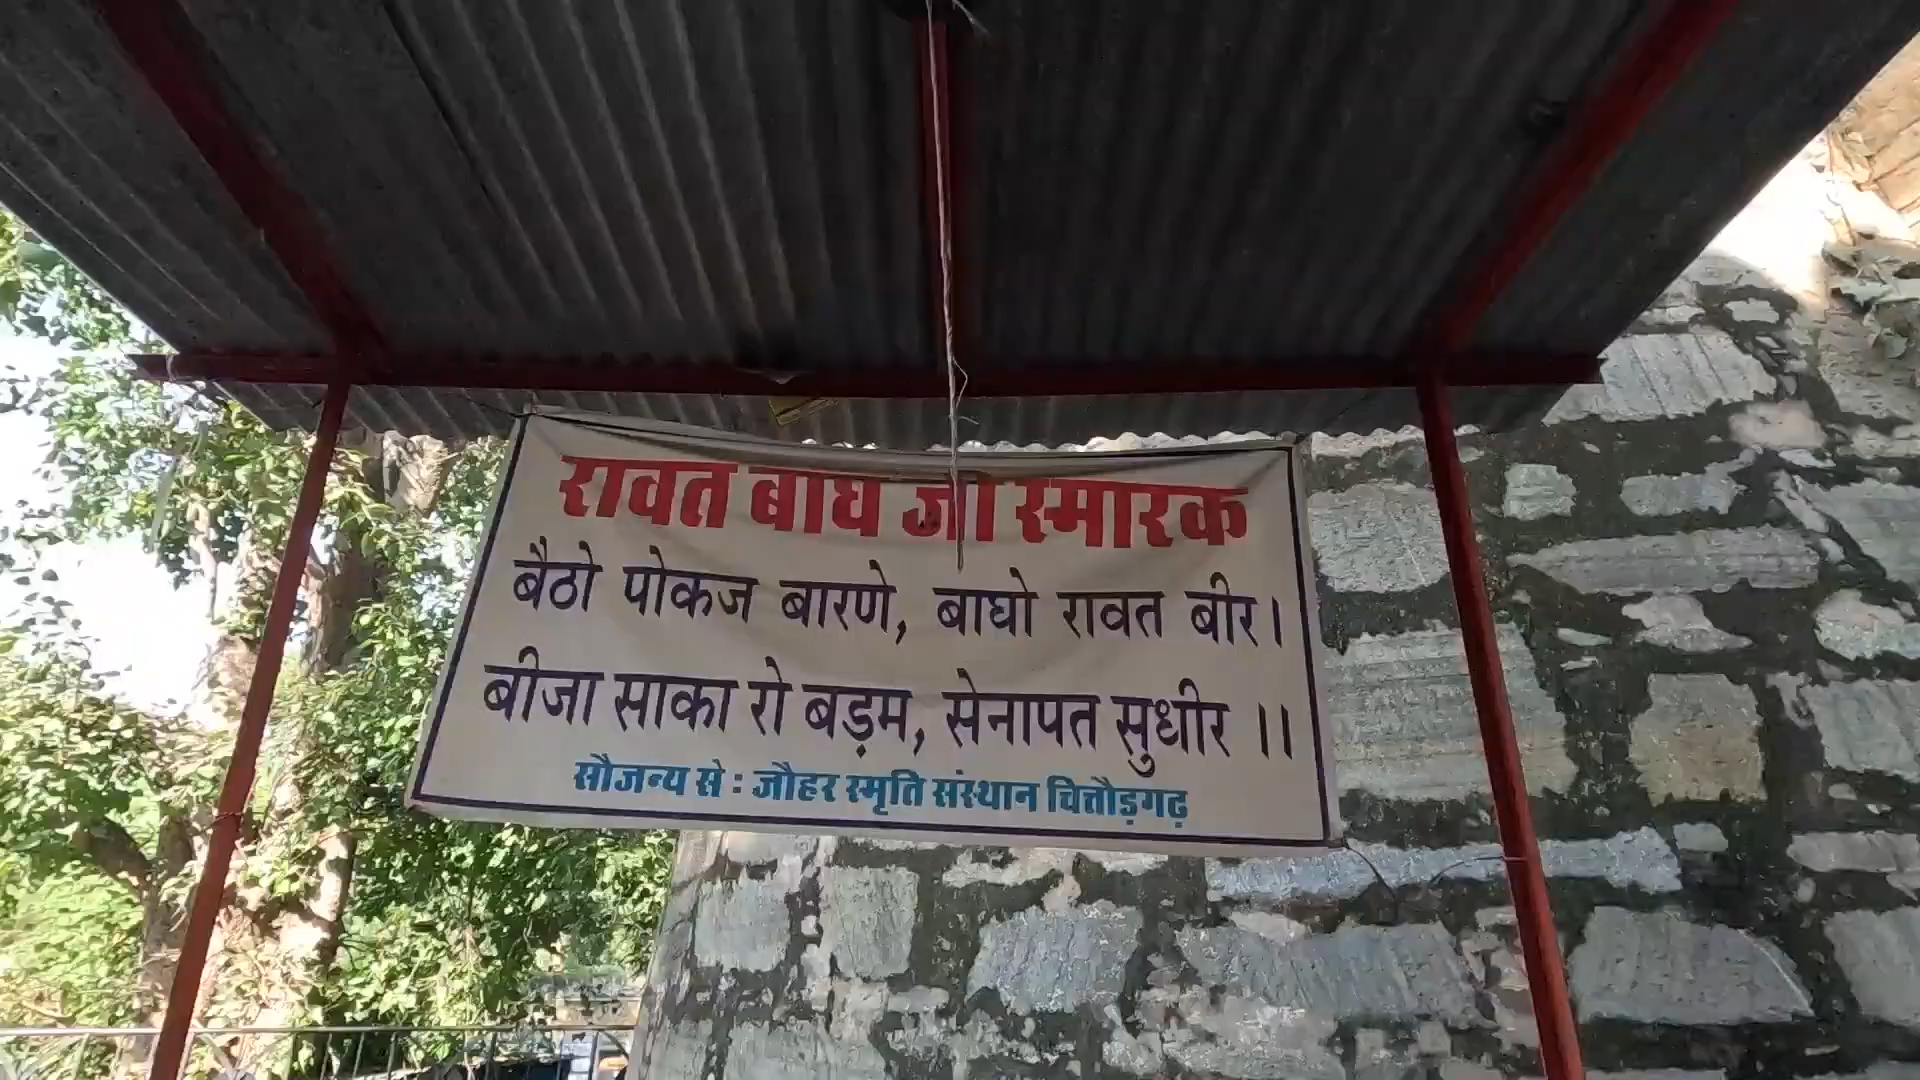 रावत बाघ जी स्मारक
बैठो पोकज बारणे, बाघो रावत बीर।
बीजा साका रो बड़म, सेनापत सुधीर ।।
सौजन्य से : जौहर स्मृति संस्थान चित्तौड़गढ़